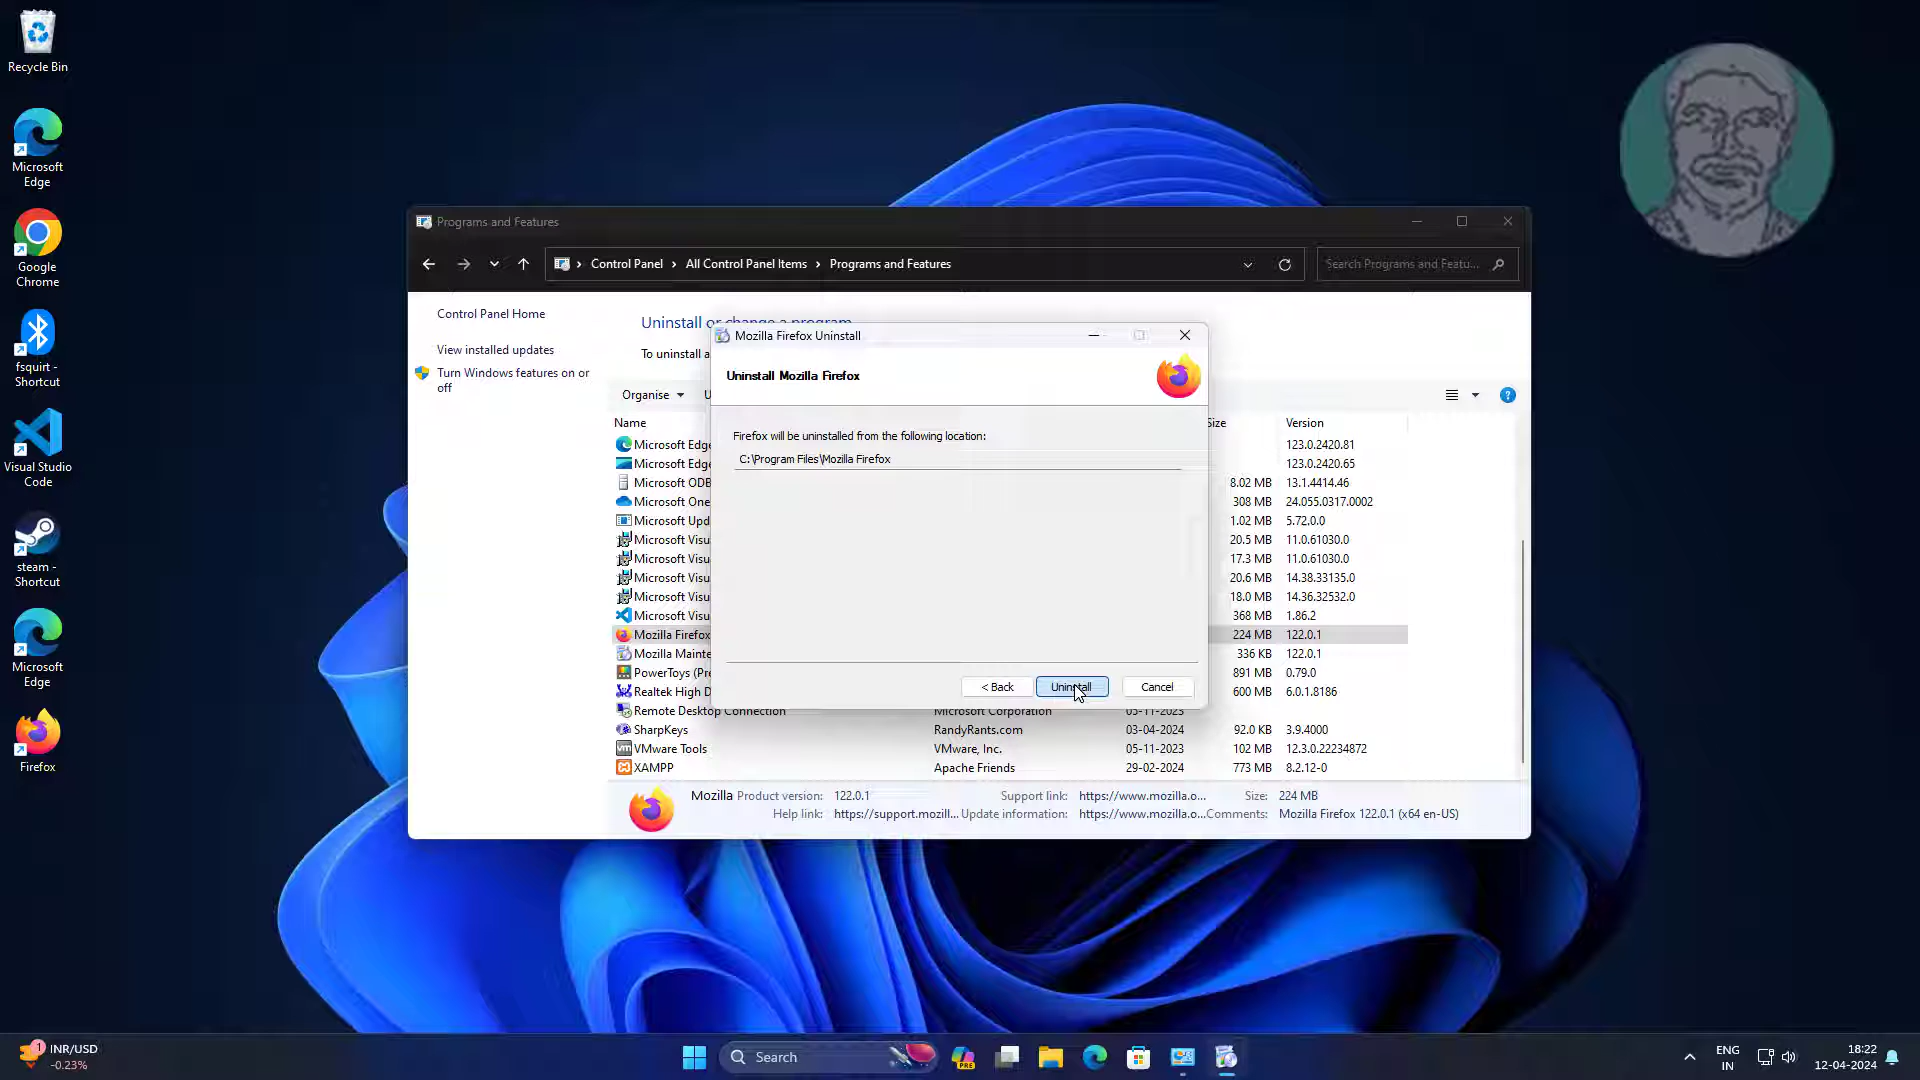 Recycle Bin
Microsoft
Edge
Google
Chrome
fsquirt -
Shortcut
Visual Studio
Code
steam -
Shortcut
Microsoft
Edge
Firefox
Programs and Features
Control Panel > All Control Panel Items > Programs and Features
Search Programs and Featu...
Control Panel Home
View installed updates
Turn Windows features on or
off
Uninstall or change a program
To uninstall a
Organise
U
Mozilla Firefox Uninstall
Uninstall Mozilla Firefox
Firefox will be uninstalled from the following location:
C:\Program Files\Mozilla Firefox
< Back Uninstall Cancel
Name Size Version
Microsoft Edge 123.0.2420.81
Microsoft Edge 123.0.2420.65
Microsoft ODB 8.02 MB 13.1.4414.46
Microsoft One 308 MB 24.055.0317.0002
Microsoft Upd 1.02 MB 5.72.0.0
Microsoft Visu 20.5 MB 11.0.61030.0
Microsoft Visu 17.3 MB 11.0.61030.0
Microsoft Visu 20.6 MB 14.38.33135.0
Microsoft Visu 18.0 MB 14.36.32532.0
Microsoft Visu 368 MB 1.86.2
Mozilla Firefox 224 MB 122.0.1
Mozilla Mainte 336 KB 122.0.1
PowerToys (Pre 891 MB 0.79.0
Realtek High D 600 MB 6.0.1.8186
Remote Desktop Connection Microsoft Corporation 05-11-2023
SharpKeys RandyRants.com 03-04-2024 92.0 KB 3.9.4000
VMware Tools VMware, Inc. 05-11-2023 102 MB 12.3.0.22234872
XAMPP Apache Friends 29-02-2024 773 MB 8.2.12-0
Mozilla Product version: 122.0.1 Support link: https://www.mozilla.o... Size: 224 MB
Help link: https://support.mozill... Update information: https://www.mozilla.o... Comments: Mozilla Firefox 122.0.1 (x64 en-US)
1
INR/USD
-0.23%
Search
PRE
ENG
IN
18:22
12-04-2024